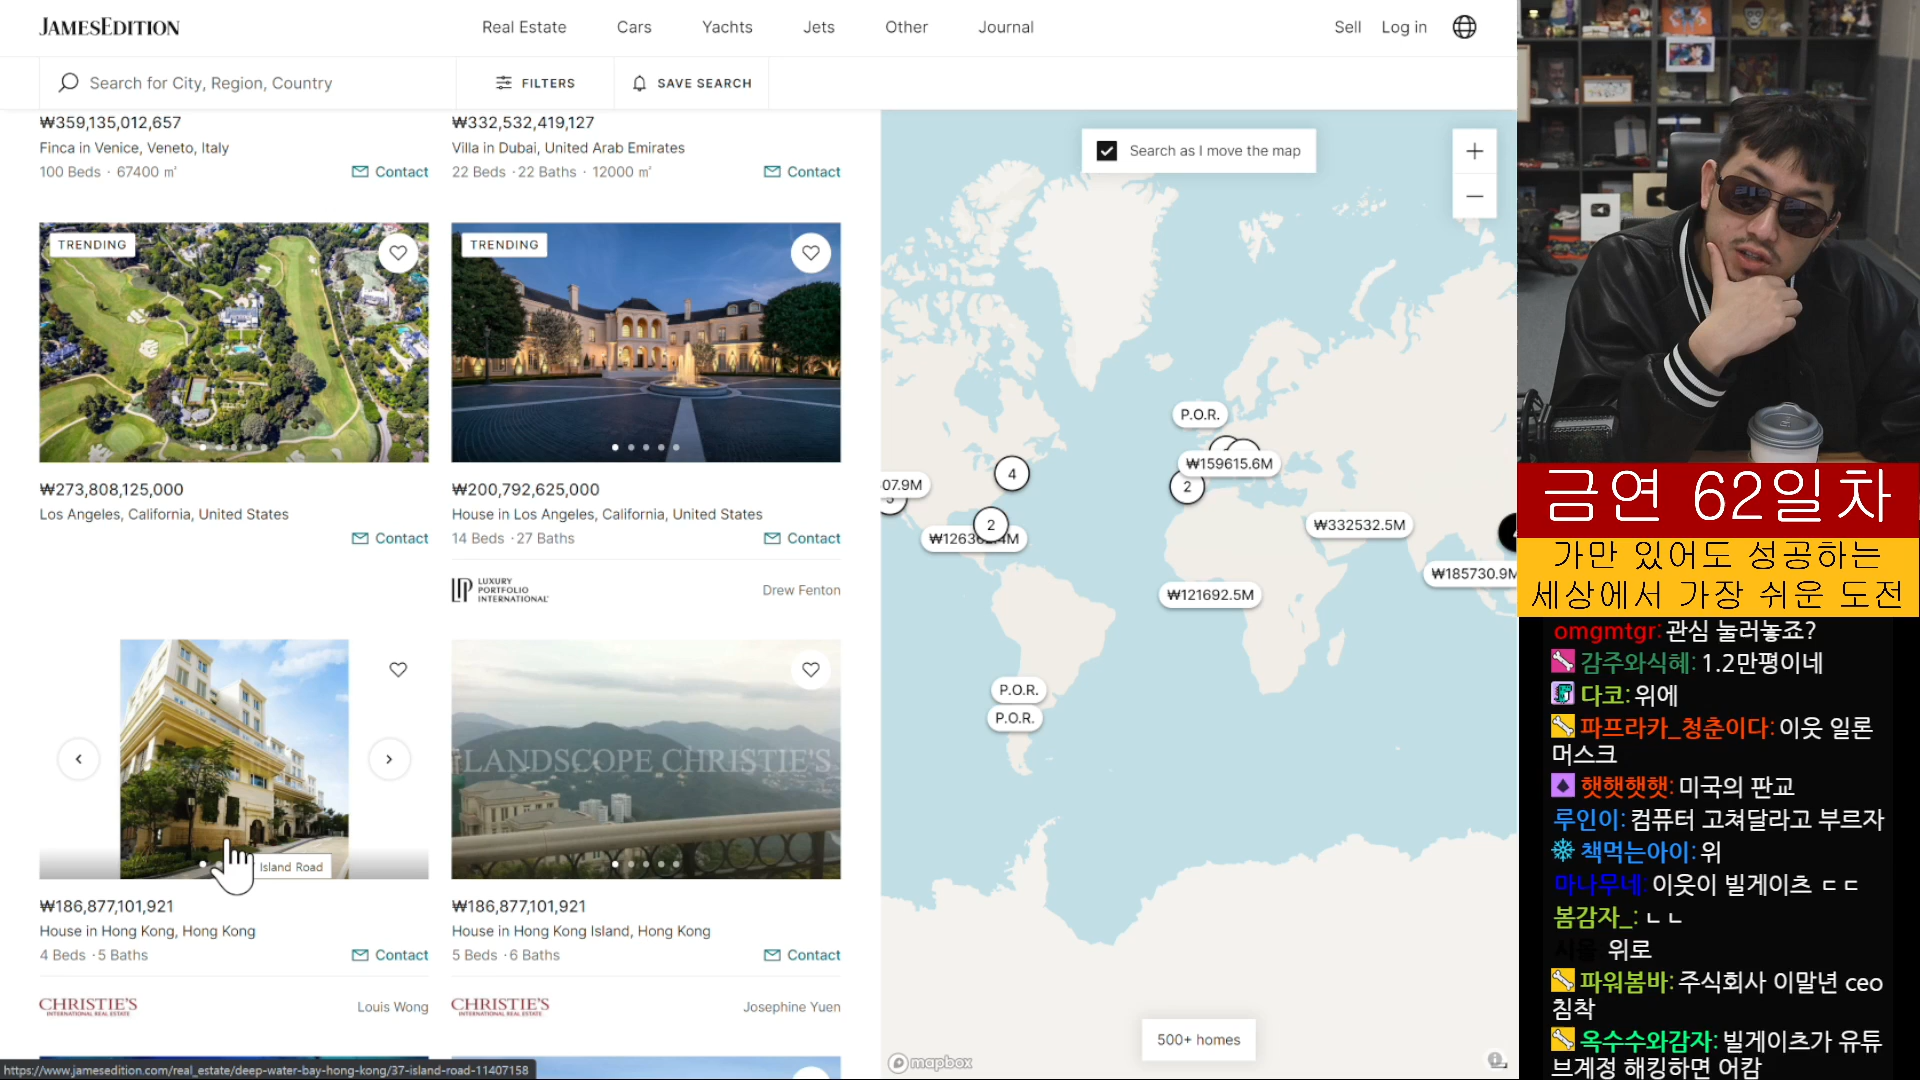 JAMESEDITION
Real Estate
Cars
Yachts
Jets
Other
Journal
Sell
Log in
Search for City, Region, Country
FILTERS
SAVE SEARCH
₩359,135,012,657
Finca in Venice, Veneto, Italy
100 Beds · 67400 ㎡
Contact
₩332,532,419,127
Villa in Dubai, United Arab Emirates
22 Beds · 22 Baths · 12000 ㎡
Contact
TRENDING
TRENDING
₩273,808,125,000
Los Angeles, California, United States
Contact
₩200,792,625,000
House in Los Angeles, California, United States
14 Beds · 27 Baths
Contact
LUXURY
PORTFOLIO
INTERNATIONAL
Drew Fenton
Island Road
LANDSCOPE CHRISTIE'S
₩186,877,101,921
House in Hong Kong, Hong Kong
4 Beds · 5 Baths
Contact
CHRISTIE'S
INTERNATIONAL REAL ESTATE
Louis Wong
₩186,877,101,921
House in Hong Kong Island, Hong Kong
5 Beds · 6 Baths
Contact
CHRISTIE'S
INTERNATIONAL REAL ESTATE
Josephine Yuen
https://www.jamesedition.com/real_estate/deep-water-bay-hong-kong/37-island-road-11407158
Search as I move the map
+
−
P.O.R.
₩159615.6M
2
4
07.9M
2
₩332532.5M
₩185730.9M
₩121692.5M
P.O.R.
P.O.R.
500+ homes
mapbox
금연 62일차
가만 있어도 성공하는
세상에서 가장 쉬운 도전
omgmtgr: 관심 눌러놓죠?
감주와식혜: 1.2만평이네
다코: 위에
파프라카_청춘이다: 이웃 일론
머스크
햇햇햇햇: 미국의 판교
루인이: 컴퓨터 고쳐달라고 부르자
책먹는아이: 위
마나무네: 이웃이 빌게이츠 ㄷㄷ
봄감자_: ㄴㄴ
위로
파워봄바: 주식회사 이말년 ceo
침착
옥수수와감자: 빌게이츠가 유튜
브계정 해킹하면 어캄